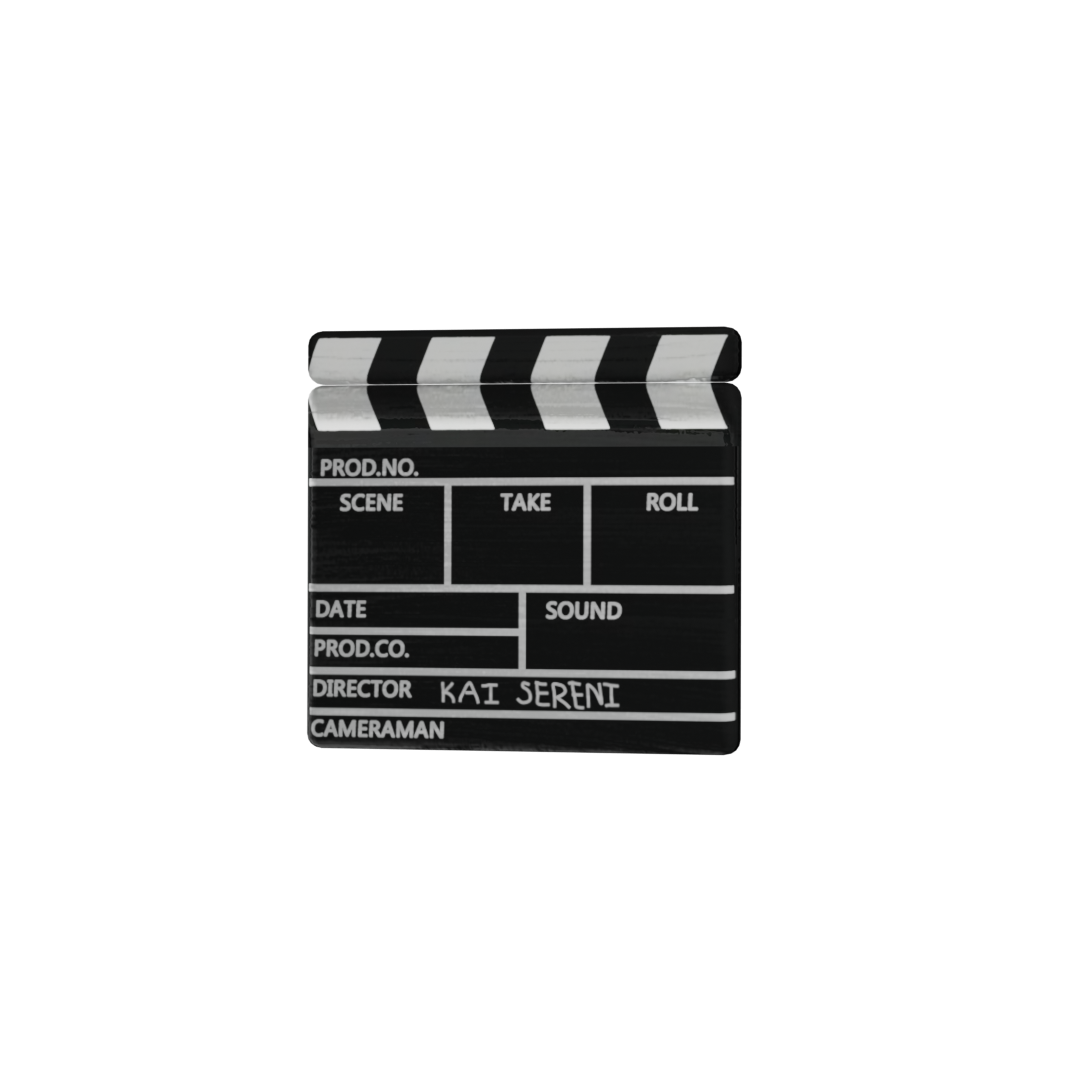 PROD.NO.
SCENE TAKE ROLL
DATE SOUND
PROD.CO.
DIRECTOR KAI SERENI
CAMERAMAN